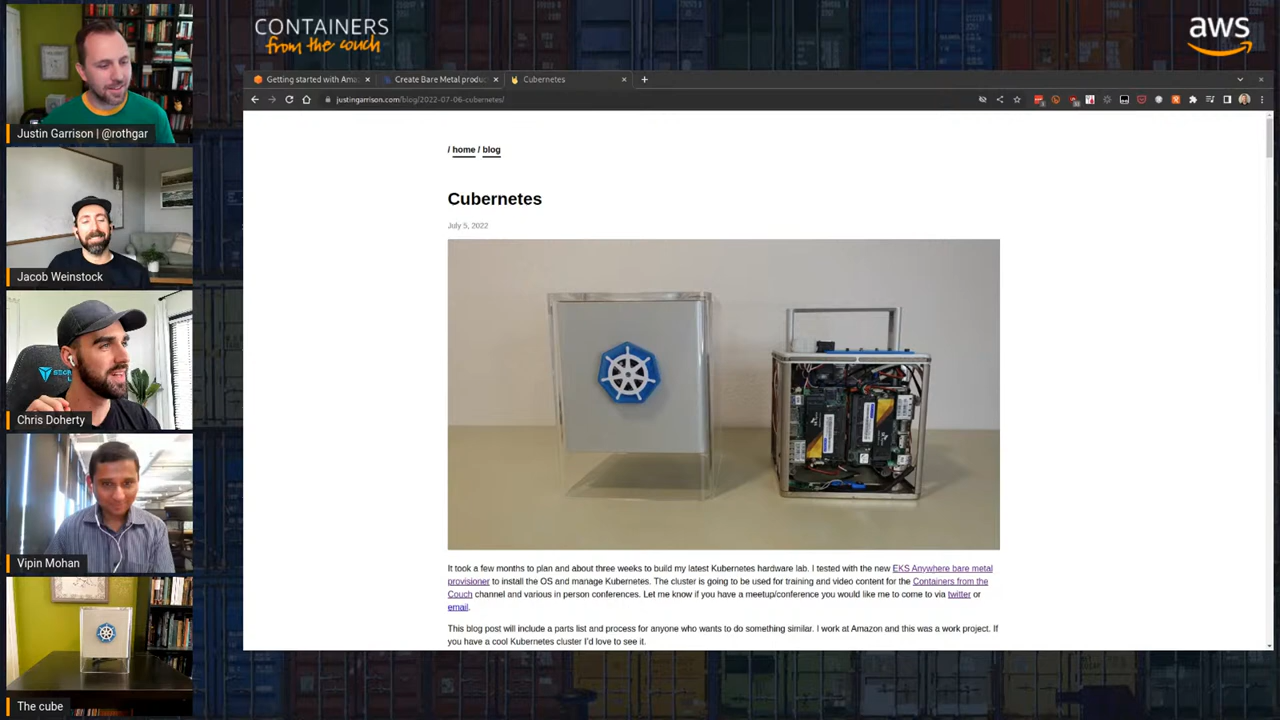 CONTAINERS
from the couch
aws
Justin Garrison | @rothgar
Jacob Weinstock
Chris Doherty
Vipin Mohan
The cube
Getting started with Ama
Create Bare Metal produc
Cubernetes
justingarrison.com/blog/2022-07-06-cubernetes/
/ home / blog
Cubernetes
July 5, 2022
It took a few months to plan and about three weeks to build my latest Kubernetes hardware lab. I tested with the new EKS Anywhere bare metal
provisioner to install the OS and manage Kubernetes. The cluster is going to be used for training and video content for the Containers from the
Couch channel and various in person conferences. Let me know if you have a meetup/conference you would like me to come to via twitter or
email.
This blog post will include a parts list and process for anyone who wants to do something similar. I work at Amazon and this was a work project. If
you have a cool Kubernetes cluster I'd love to see it.